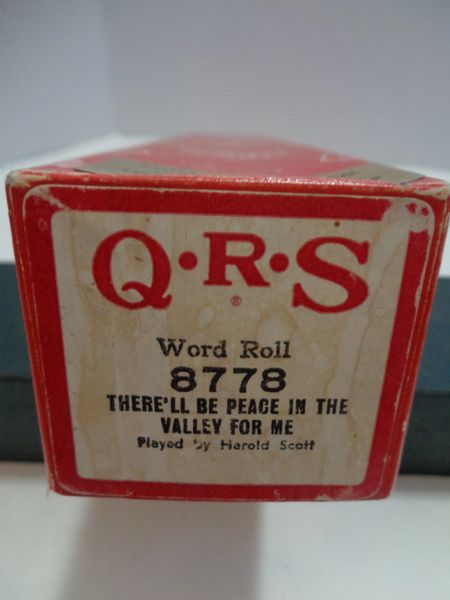 Q·R·S
®
Word Roll
8778
THERE'LL BE PEACE IN THE
VALLEY FOR ME
Played by Harold Scott